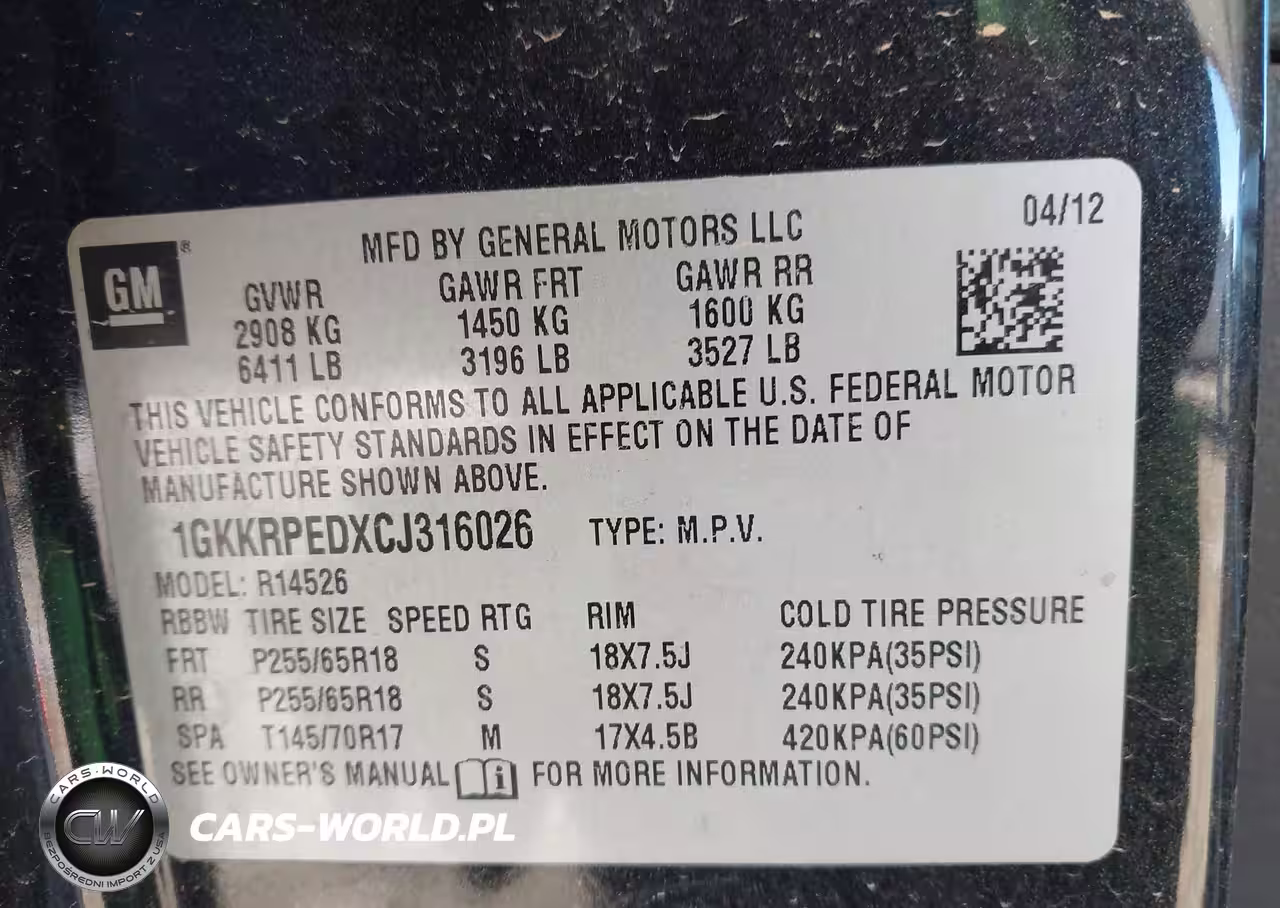 MFD BY GENERAL MOTORS LLC 04/12
GM ®
GVWR GAWR FRT GAWR RR
2908 KG 1450 KG 1600 KG
6411 LB 3196 LB 3527 LB
THIS VEHICLE CONFORMS TO ALL APPLICABLE U.S. FEDERAL MOTOR
VEHICLE SAFETY STANDARDS IN EFFECT ON THE DATE OF
MANUFACTURE SHOWN ABOVE.
1GKKRPEDXCJ316026 TYPE: M.P.V.
MODEL: R14526
RBBW TIRE SIZE SPEED RTG RIM COLD TIRE PRESSURE
FRT P255/65R18 S 18X7.5J 240KPA(35PSI)
RR P255/65R18 S 18X7.5J 240KPA(35PSI)
SPA T145/70R17 M 17X4.5B 420KPA(60PSI)
SEE OWNER'S MANUAL i FOR MORE INFORMATION.
CARS-WORLD
CW
BEZPOŚREDNI IMPORT Z USA
CARS-WORLD.PL